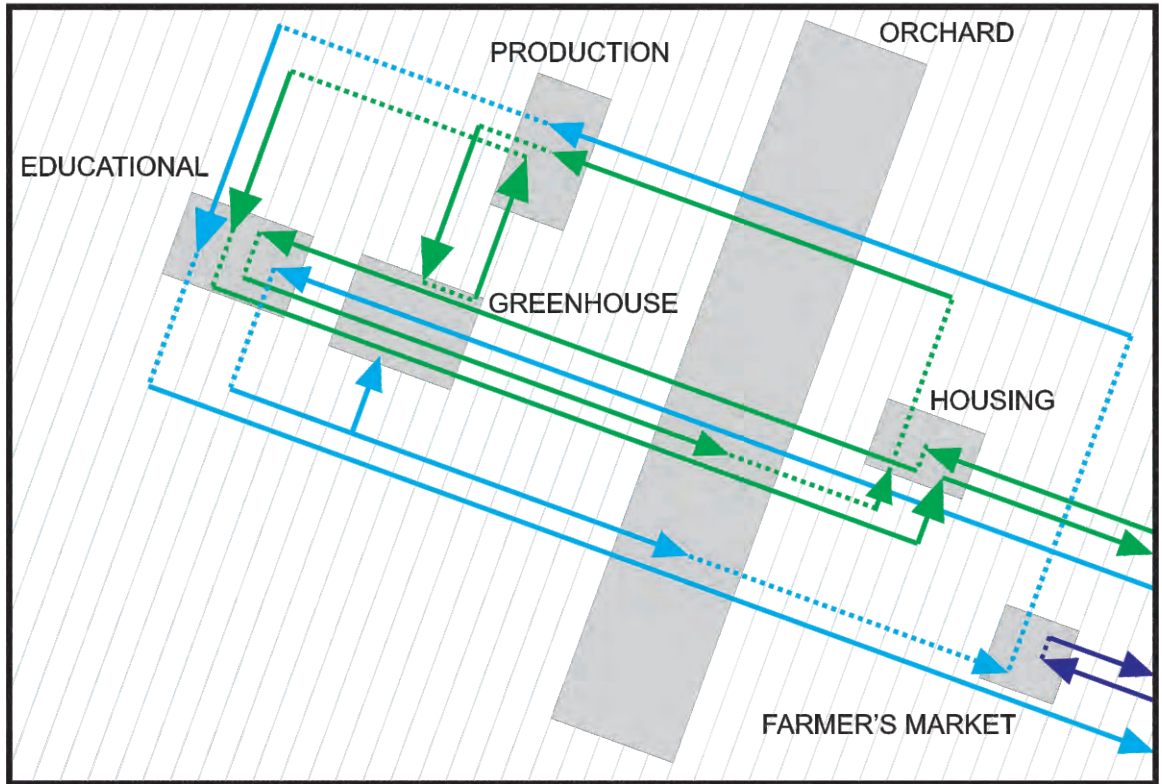 ORCHARD
PRODUCTION
EDUCATIONAL
GREENHOUSE
HOUSING
FARMER'S MARKET